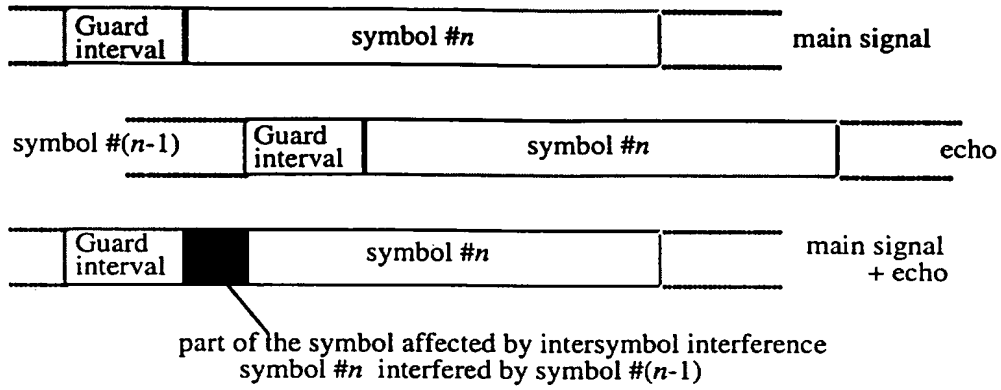 Guard
interval
symbol #n
main signal
symbol #(n-1)
Guard
interval
symbol #n
echo
Guard
interval
symbol #n
main signal
+ echo
part of the symbol affected by intersymbol interference
symbol #n interfered by symbol #(n-1)